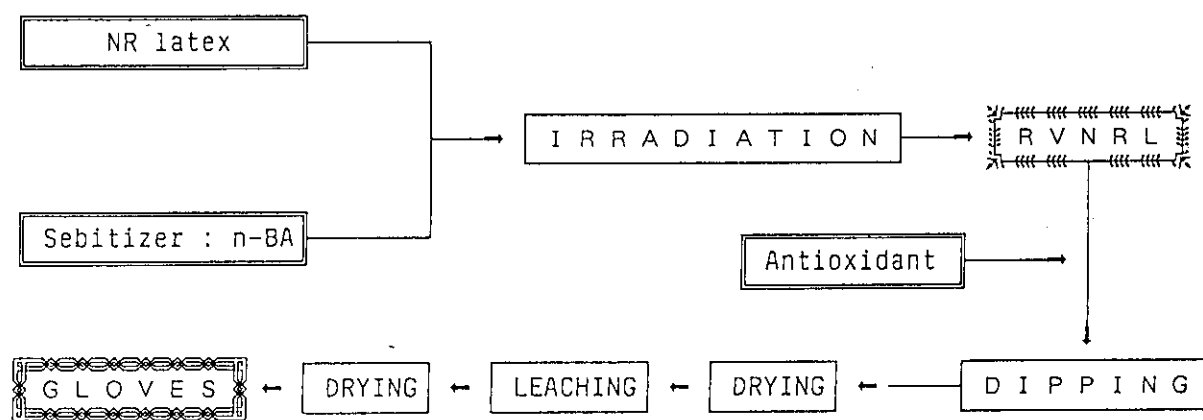 NR latex
IRRADIATION
RVNRL
Sebitizer : n-BA
Antioxidant
GLOVES
DRYING
LEACHING
DRYING
DIPPING